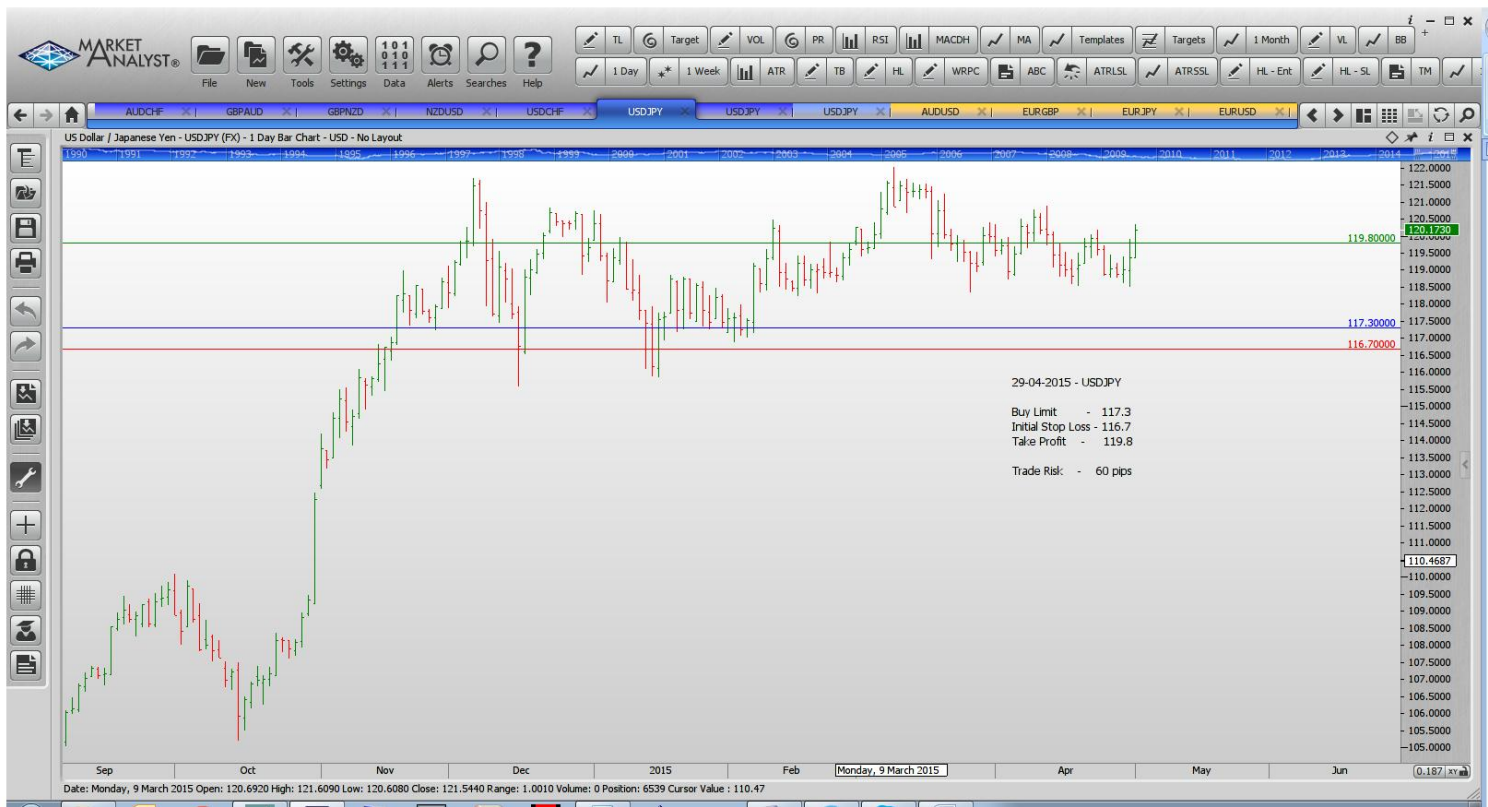 MARKET
ANALYST®
File New Tools Settings Data Alerts Searches Help
TL Target VOL PR RSI MACDH MA Templates Targets 1 Month VL BB
1 Day 1 Week ATR TB HL WRPC ABC ATRLSL ATRSSL HL - Ent HL - SL TM
AUDCHF GBPAUD GBPNZD NZDUSD USDCHF USDJPY USDJPY USDJPY AUDUSD EURGBP EURJPY EURUSD
US Dollar / Japanese Yen - USDJPY (FX) - 1 Day Bar Chart - USD - No Layout
1990 1991 1992 1993 1994 1995 1996 1997 1998 1999 2000 2001 2002 2003 2004 2005 2006 2007 2008 2009 2010 2011 2012 2013 2014 2015
122.0000
121.5000
121.0000
120.5000
120.1730
119.80000
120.0000
119.5000
119.0000
118.5000
118.0000
117.5000
117.30000
117.0000
116.70000
116.5000
116.0000
115.5000
115.0000
114.5000
114.0000
113.5000
113.0000
112.5000
112.0000
111.5000
111.0000
110.4687
110.0000
109.5000
109.0000
108.5000
108.0000
107.5000
107.0000
106.5000
106.0000
105.5000
105.0000
29-04-2015 - USDJPY
Buy Limit - 117.3
Initial Stop Loss - 116.7
Take Profit - 119.8
Trade Risk - 60 pips
Sep Oct Nov Dec 2015 Feb Monday, 9 March 2015 Apr May Jun 0.187 XY
Date: Monday, 9 March 2015 Open: 120.6920 High: 121.6090 Low: 120.6080 Close: 121.5440 Range: 1.0010 Volume: 0 Position: 6539 Cursor Value : 110.47